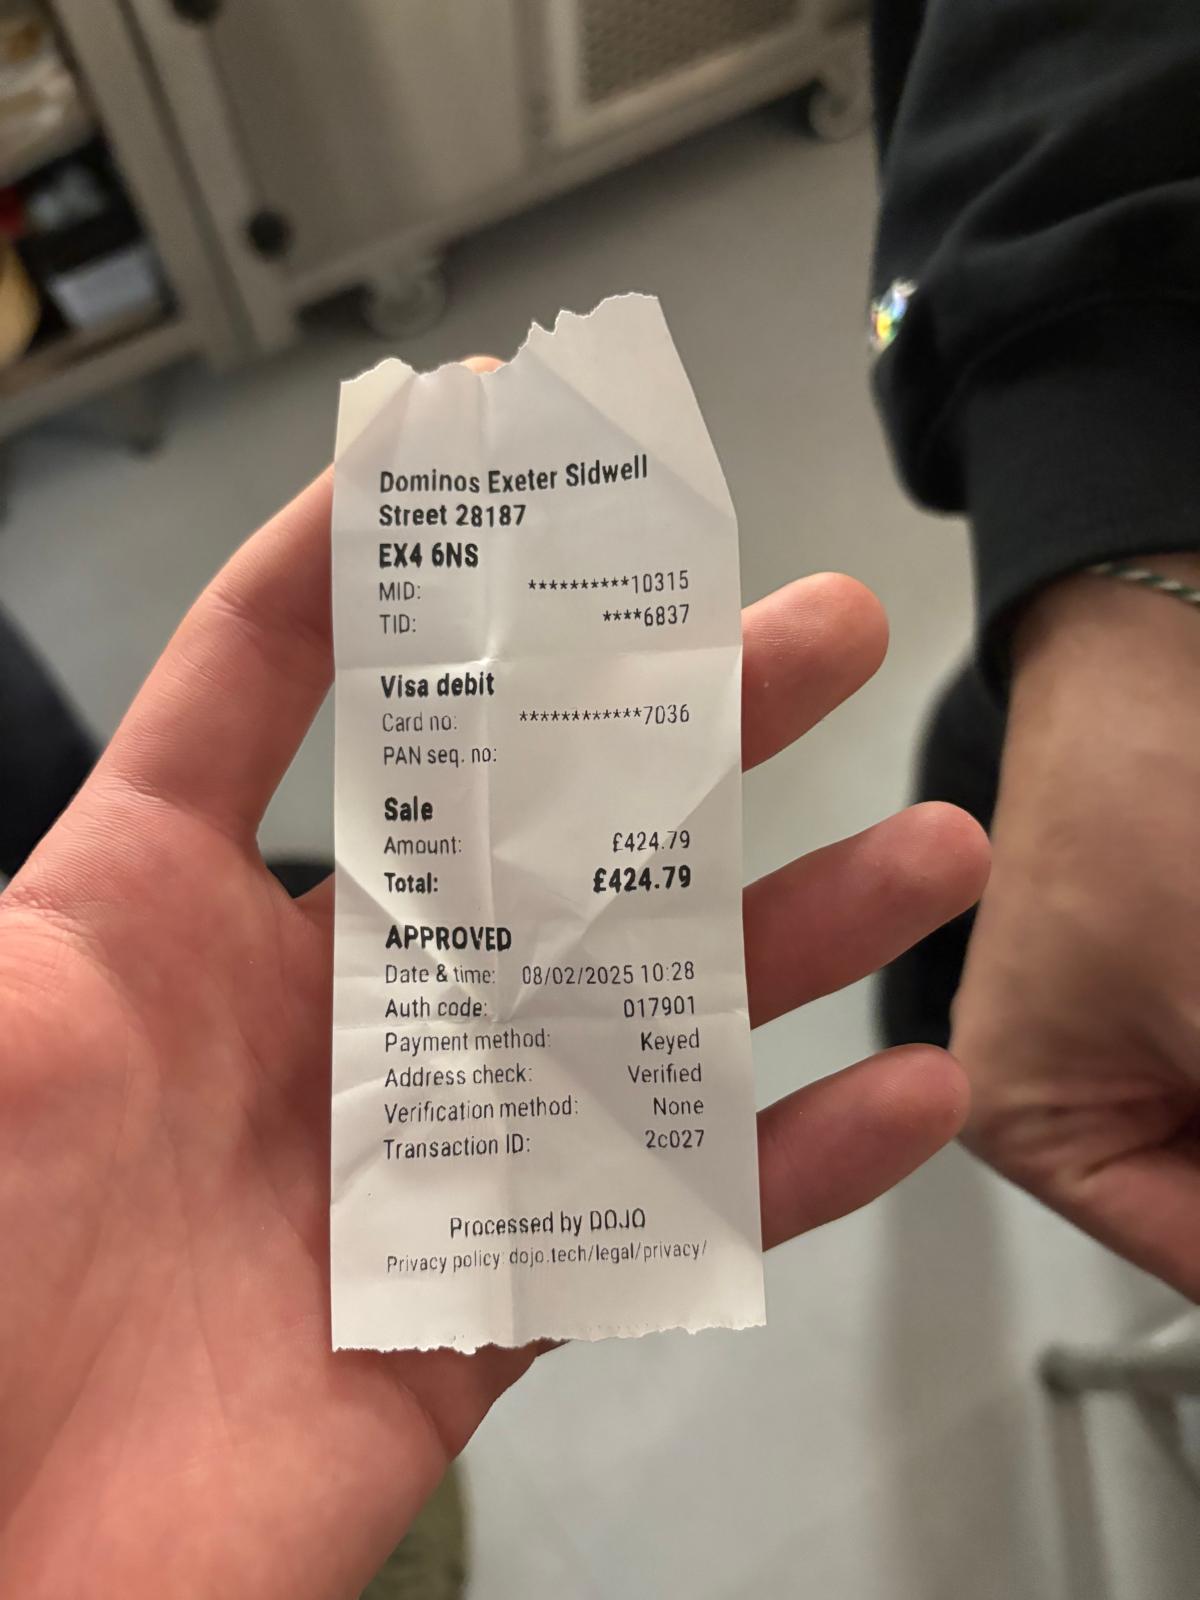 Dominos Exeter Sidwell
Street 28187
EX4 6NS
MID: **********10315
TID: ****6837
Visa debit
Card no: ************7036
PAN seq. no:
Sale
Amount: £424.79
Total: £424.79
APPROVED
Date & time: 08/02/2025 10:28
Auth code: 017901
Payment method: Keyed
Address check: Verified
Verification method: None
Transaction ID: 2c027
Processed by DOJO
Privacy policy: dojo.tech/legal/privacy/